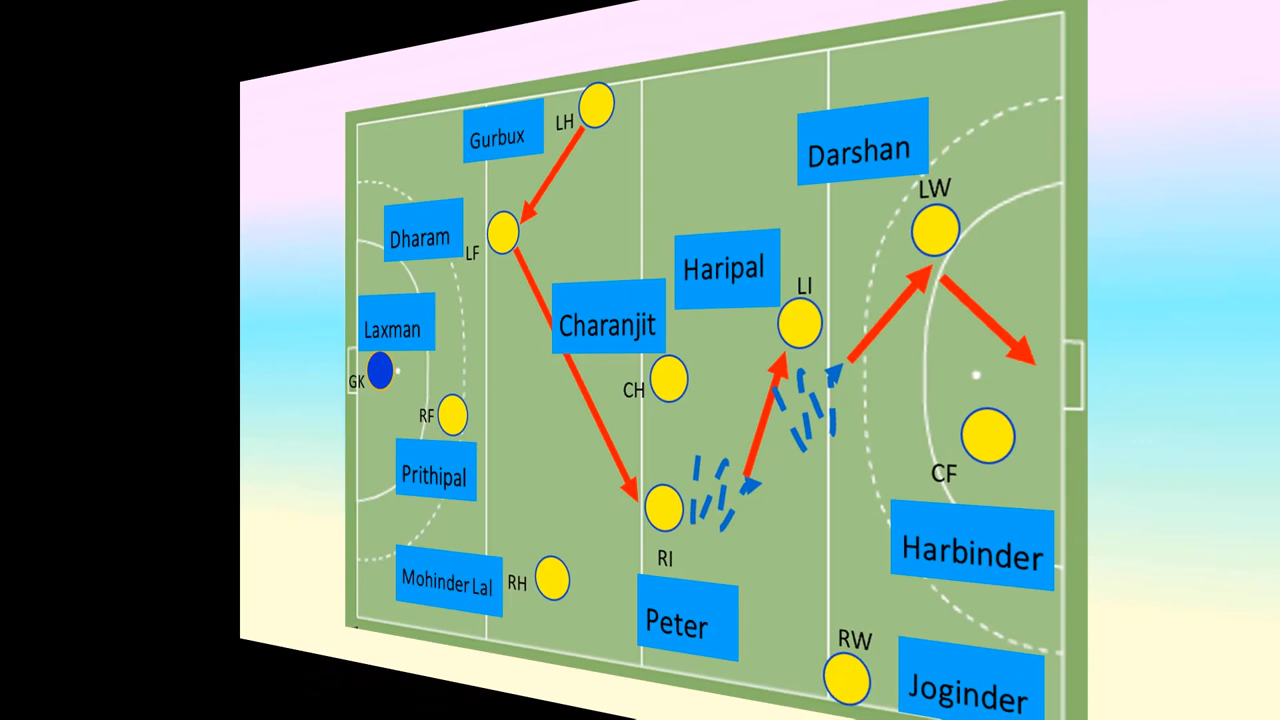 Gurbux
LH
Darshan
LW
Dharam
LF
Haripal
LI
Laxman
GK
Charanjit
CH
RF
Prithipal
CF
Harbinder
RI
Mohinder Lal
RH
Peter
RW
Joginder